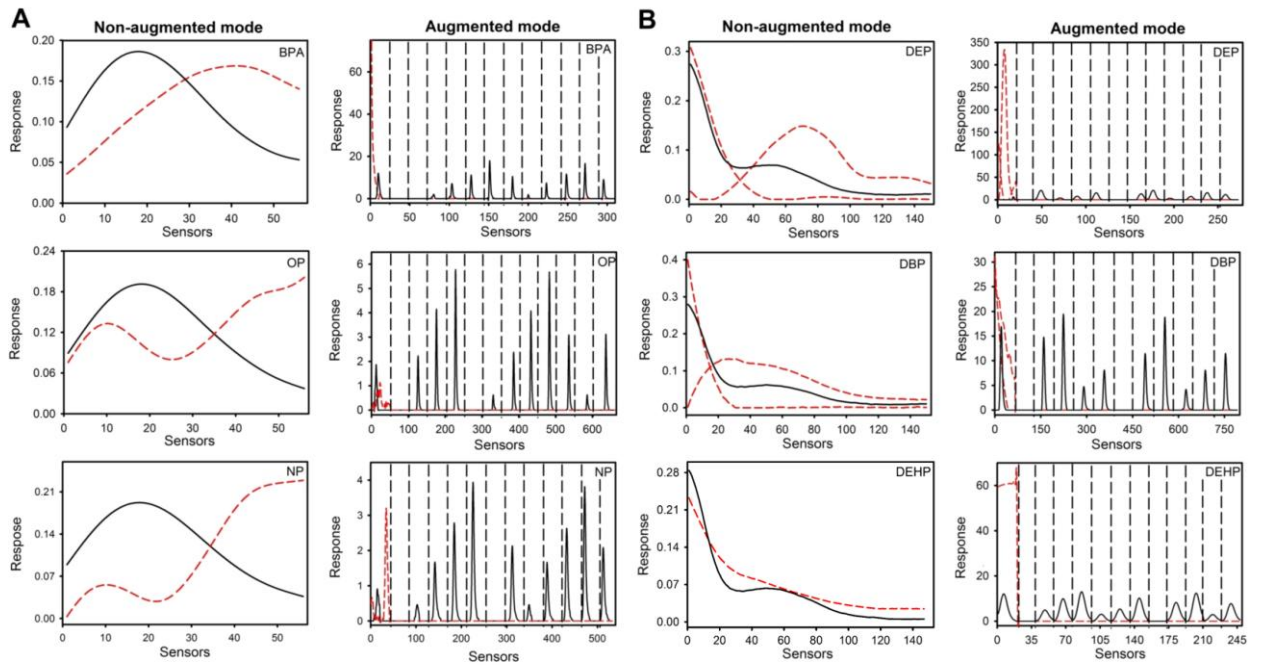 A
Non-augmented mode
Augmented mode
B
Non-augmented mode
Augmented mode
BPA
Response
0.20
0.15
0.10
0.05
0.00
0 10 20 30 40 50
Sensors
BPA
Response
60
40
20
0
0 50 100 150 200 250 300
Sensors
DEP
Response
0.3
0.2
0.1
0.0
0 20 40 60 80 100 120 140
Sensors
DEP
Response
350
300
250
200
150
100
50
0
50 100 150 200 250
Sensors
OP
Response
0.24
0.18
0.12
0.06
0.00
0 10 20 30 40 50
Sensors
OP
Response
6
5
4
3
2
1
0
0 100 200 300 400 500 600
Sensors
DBP
Response
0.4
0.3
0.2
0.1
0.0
0 20 40 60 80 100 120 140
Sensors
DBP
Response
30
25
20
15
10
5
0
0 150 300 450 600 750
Sensors
NP
Respose
0.21
0.14
0.07
0.00
0 10 20 30 40 50
Sensors
NP
Response
4
3
2
1
0
0 100 200 300 400 500
Sensors
DEHP
Response
0.28
0.21
0.14
0.07
0.00
0 20 40 60 80 100 120 140
Sensors
DEHP
Response
60
40
20
0
35 70 105 140 175 210 245
Sensors